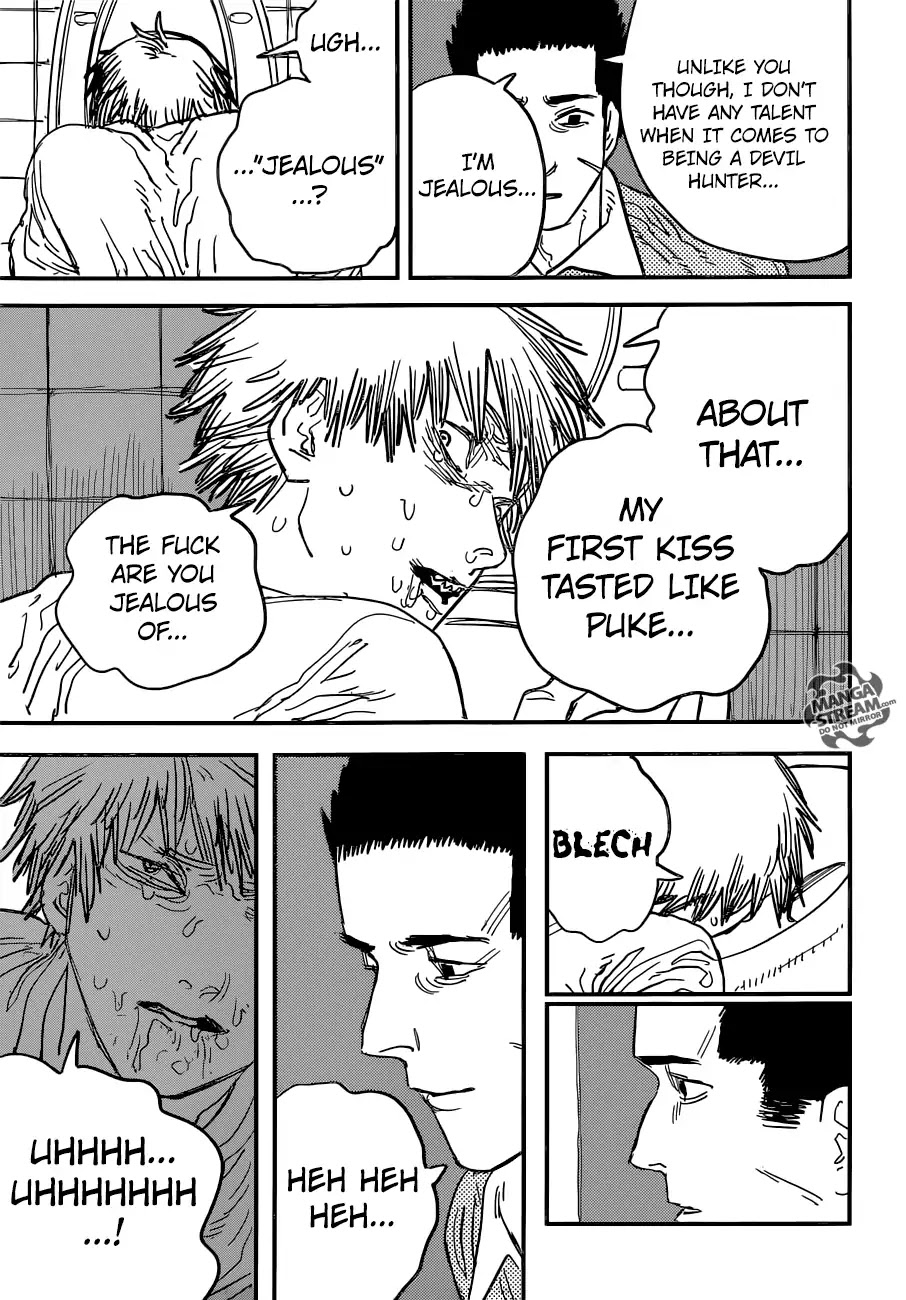 UNLIKE YOU
THOUGH, I DON'T
HAVE ANY TALENT
WHEN IT COMES TO
BEING A DEVIL
HUNTER...
I'M
JEALOUS...
UGH...
..."JEALOUS"
...?
ABOUT
THAT...
MY
FIRST KISS
TASTED LIKE
PUKE...
THE FUCK
ARE YOU
JEALOUS
OF...
MANGA
STREAM.com
DO NOT MIRROR
BLECH
HEH HEH
HEH...
UHHHH...
UHHHHHHH
...!